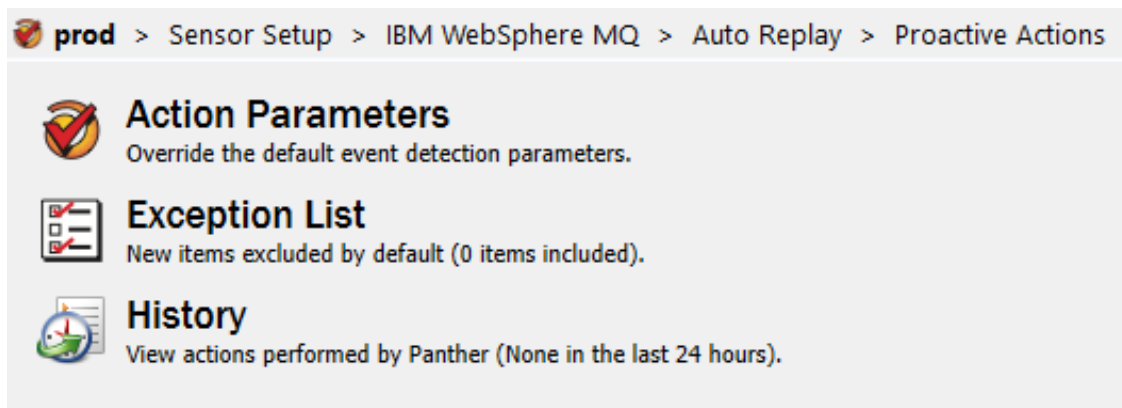 prod > Sensor Setup > IBM WebSphere MQ > Auto Replay > Proactive Actions
Action Parameters
Override the default event detection parameters.
Exception List
New items excluded by default (0 items included).
History
View actions performed by Panther (None in the last 24 hours).